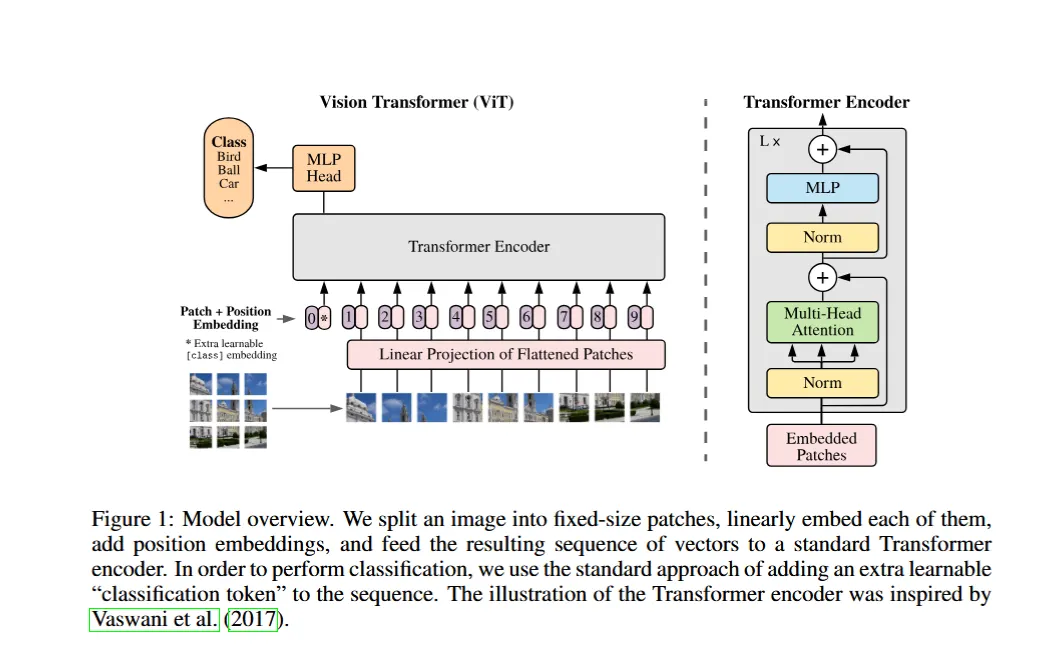 Vision Transformer (ViT)
Class
Bird
Ball
Car
...
MLP
Head
Transformer Encoder
Patch + Position
Embedding
* Extra learnable
[class] embedding
0 * 1 2 3 4 5 6 7 8 9
Linear Projection of Flattened Patches
Transformer Encoder
L x
+
MLP
Norm
+
Multi-Head
Attention
Norm
Embedded
Patches
Figure 1: Model overview. We split an image into fixed-size patches, linearly embed each of them,
add position embeddings, and feed the resulting sequence of vectors to a standard Transformer
encoder. In order to perform classification, we use the standard approach of adding an extra learnable
“classification token” to the sequence. The illustration of the Transformer encoder was inspired by
Vaswani et al. (2017).